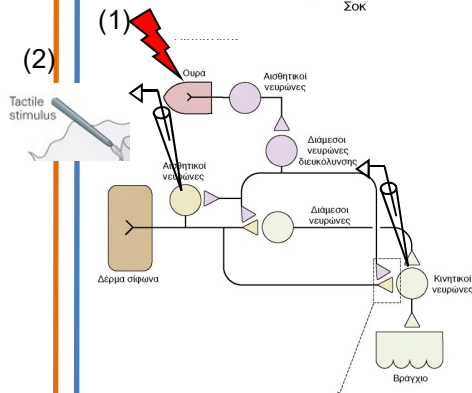 Σοκ
(1)
(2)
Ουρά
Αισθητικοί
νευρώνες
Tactile
stimulus
Διάμεσοι
νευρώνες
διευκόλυνσης
Αισθητικοί
νευρώνες
Διάμεσοι
νευρώνες
Δέρμα σίφωνα
Κινητικοί
νευρώνες
Βράγχιο